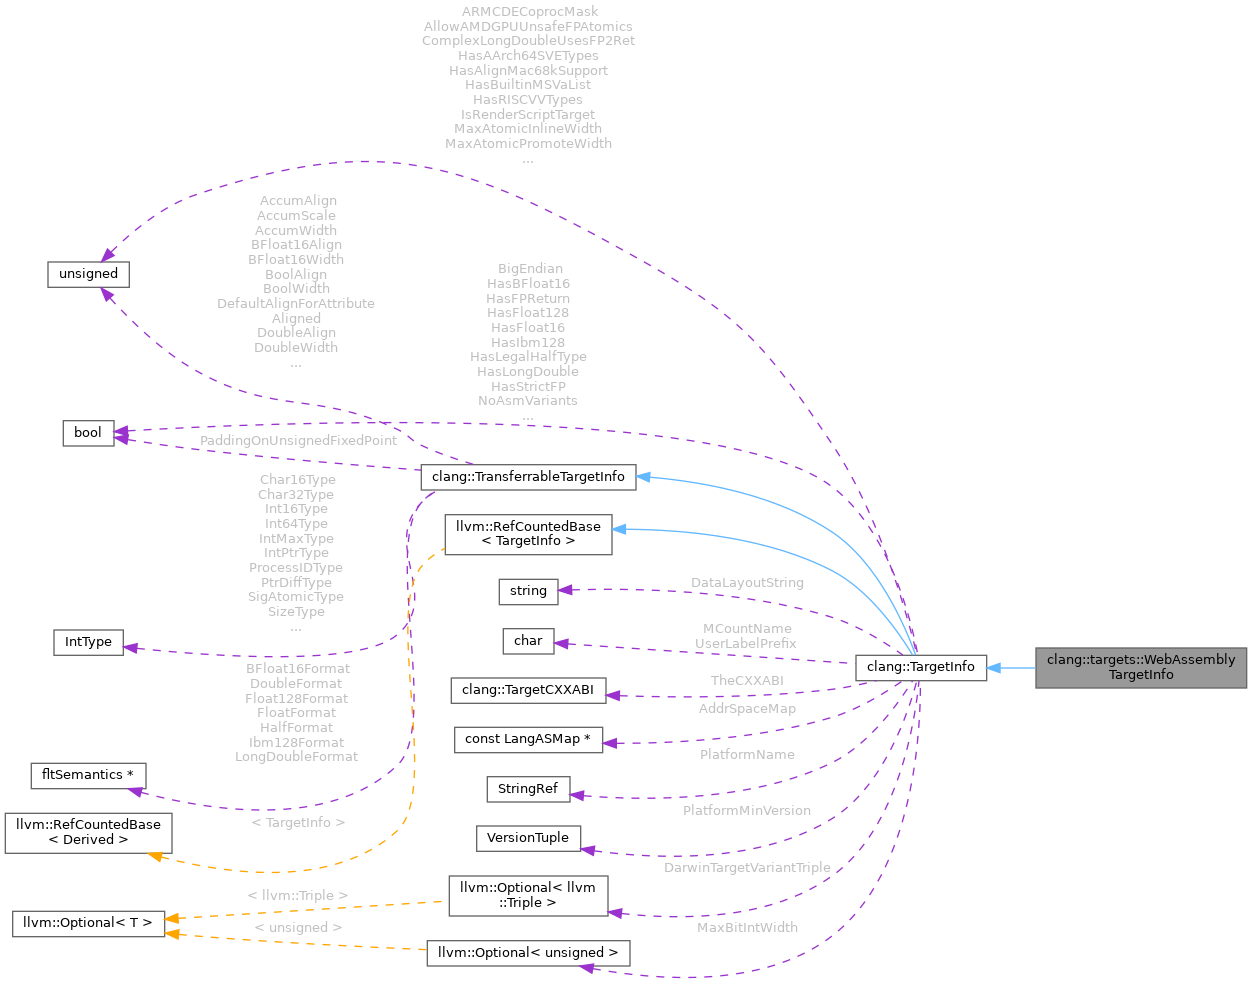 ARMCDECoprocMask
AllowAMDGPUUnsafeFPAtomics
ComplexLongDoubleUsesFP2Ret
HasAArch64SVETypes
HasAlignMac68kSupport
HasBuiltinMSVaList
HasRISCVVTypes
IsRenderScriptTarget
MaxAtomicInlineWidth
MaxAtomicPromoteWidth
...
AccumAlign
AccumScale
AccumWidth
BFloat16Align
BFloat16Width
BoolAlign
BoolWidth
DefaultAlignForAttribute
Aligned
DoubleAlign
DoubleWidth
...
unsigned
BigEndian
HasBFloat16
HasFPReturn
HasFloat128
HasFloat16
HasIbm128
HasLegalHalfType
HasLongDouble
HasStrictFP
NoAsmVariants
...
bool
PaddingOnUnsignedFixedPoint
clang::TransferrableTargetInfo
Char16Type
Char32Type
Int16Type
Int64Type
IntMaxType
IntPtrType
ProcessIDType
PtrDiffType
SigAtomicType
SizeType
...
llvm::RefCountedBase
< TargetInfo >
string
DataLayoutString
char
MCountName
UserLabelPrefix
IntType
clang::TargetInfo
clang::targets::WebAssembly
TargetInfo
clang::TargetCXXABI
TheCXXABI
BFloat16Format
DoubleFormat
Float128Format
FloatFormat
HalfFormat
Ibm128Format
LongDoubleFormat
const LangASMap *
AddrSpaceMap
fltSemantics *
StringRef
PlatformName
llvm::RefCountedBase
< Derived >
< TargetInfo >
VersionTuple
PlatformMinVersion
llvm::Optional< llvm
::Triple >
DarwinTargetVariantTriple
< llvm::Triple >
llvm::Optional< T >
< unsigned >
llvm::Optional< unsigned >
MaxBitIntWidth